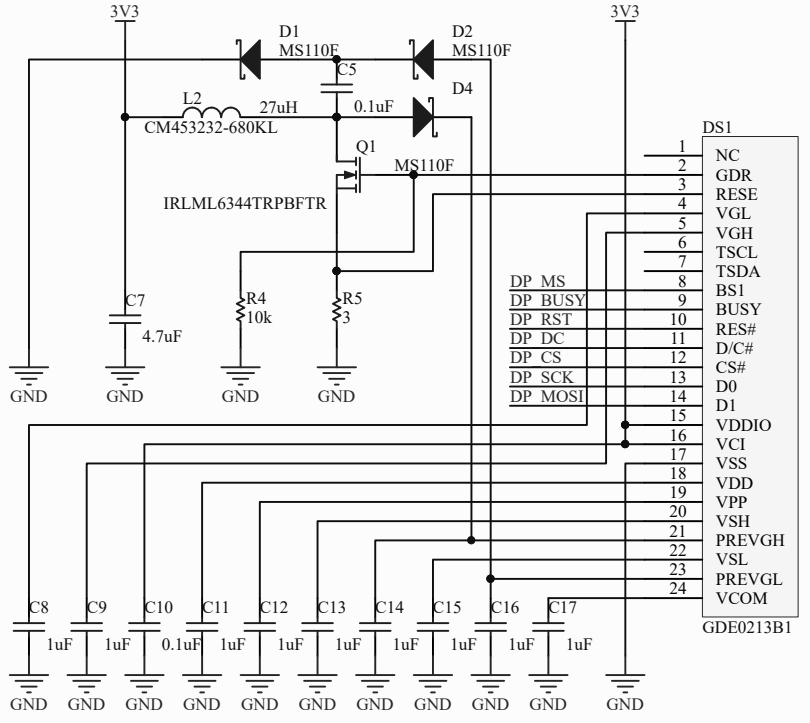 3V3
D1
MS110F
D2
MS110F
3V3
C5
0.1uF
D4
L2
27uH
CM453232-680KL
Q1
MS110F
IRLML6344TRPBFTR
C7
4.7uF
R4
10k
R5
3
GND
GND
GND
GND
DS1
1 NC
2 GDR
3 RESE
4 VGL
5 VGH
6 TSCL
7 TSDA
DP_MS 8 BS1
DP_BUSY 9 BUSY
DP_RST 10 RES#
DP_DC 11 D/C#
DP_CS 12 CS#
DP_SCK 13 D0
DP_MOSI 14 D1
15 VDDIO
16 VCI
17 VSS
18 VDD
19 VPP
20 VSH
21 PREVGH
22 VSL
23 PREVGL
24 VCOM
GDE0213B1
C8 C9 C10 C11 C12 C13 C14 C15 C16 C17
1uF 1uF 0.1uF 1uF 1uF 1uF 1uF 1uF 1uF 1uF
GND GND GND GND GND GND GND GND GND GND GND